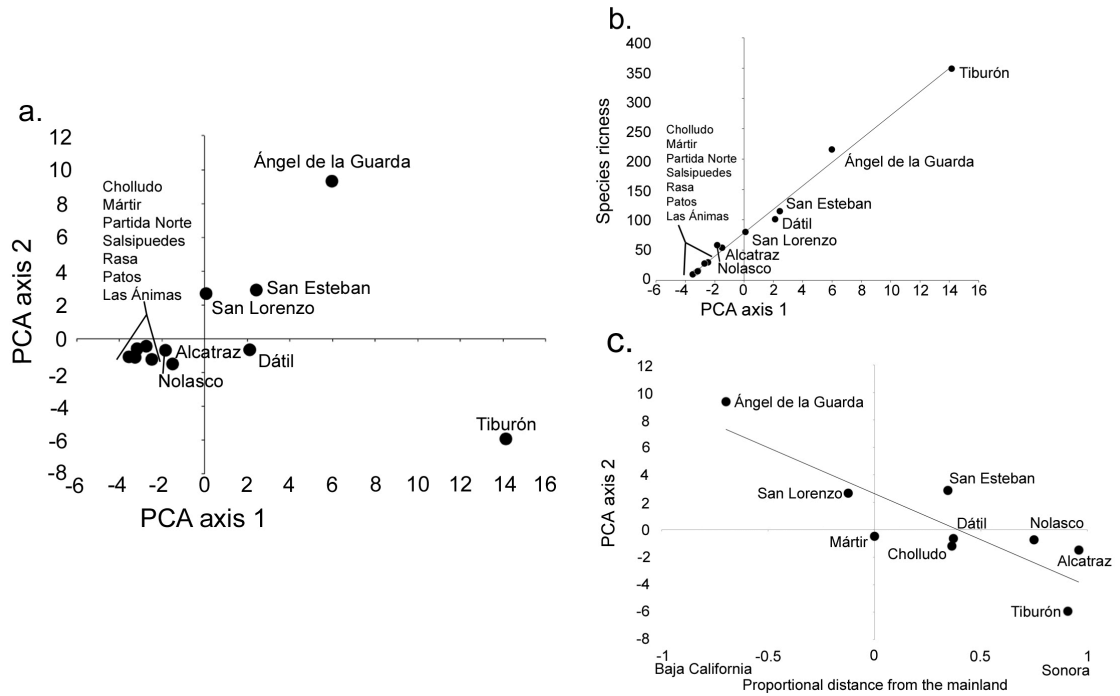 a.
12
10
8
6
4
2
0
-2
-4
-6
-8
PCA axis 2
Ángel de la Guarda
Cholludo
Mártir
Partida Norte
Salsipuedes
Rasa
Patos
Las Ánimas
San Esteban
San Lorenzo
Alcatraz
Dátil
Nolasco
Tiburón
-6 -4 -2 0 2 4 6 8 10 12 14 16
PCA axis 1
b.
400
350
300
250
200
150
100
50
0
Species ricness
Tiburón
Cholludo
Mártir
Partida Norte
Salsipuedes
Rasa
Patos
Las Ánimas
Ángel de la Guarda
San Esteban
Dátil
San Lorenzo
Alcatraz
Nolasco
-6 -4 -2 0 2 4 6 8 10 12 14 16
PCA axis 1
c.
12
10
8
6
4
2
0
-2
-4
-6
-8
PCA axis 2
Ángel de la Guarda
San Esteban
San Lorenzo
Dátil
Nolasco
Mártir
Cholludo
Alcatraz
Tiburón
-1 -0.5 0 0.5 1
Baja California
Sonora
Proportional distance from the mainland